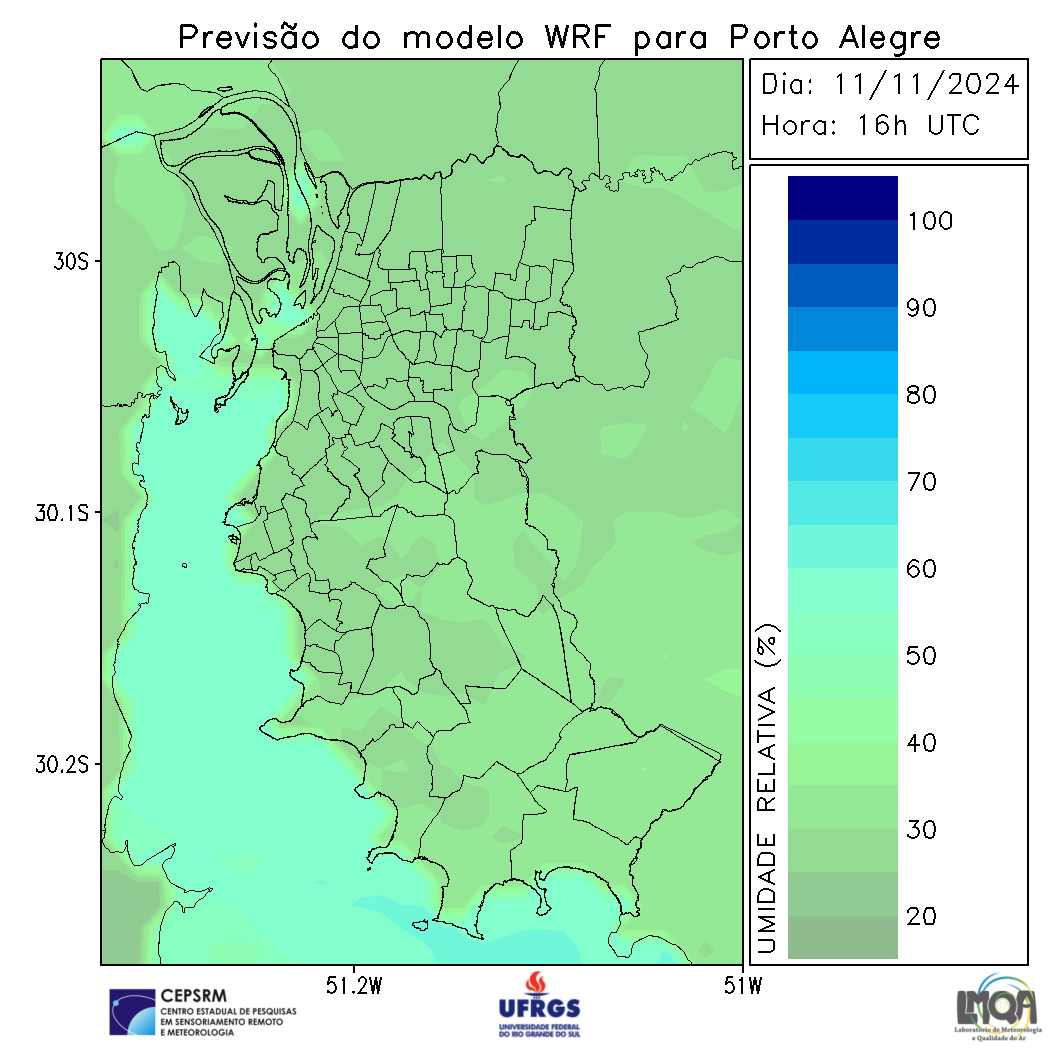 Previsão do modelo WRF para Porto Alegre
Dia: 11/11/2024
Hora: 16h UTC
30S
30.1S
30.2S
51.2W
51W
100
90
80
70
60
50
40
30
20
UMIDADE RELATIVA (%)
CEPSRM
CENTRO ESTADUAL DE PESQUISAS
EM SENSORIAMENTO REMOTO
E METEOROLOGIA
UFRGS
UNIVERSIDADE FEDERAL
DO RIO GRANDE DO SUL
LMQA
Laboratório de Meteorologia
e Qualidade do Ar